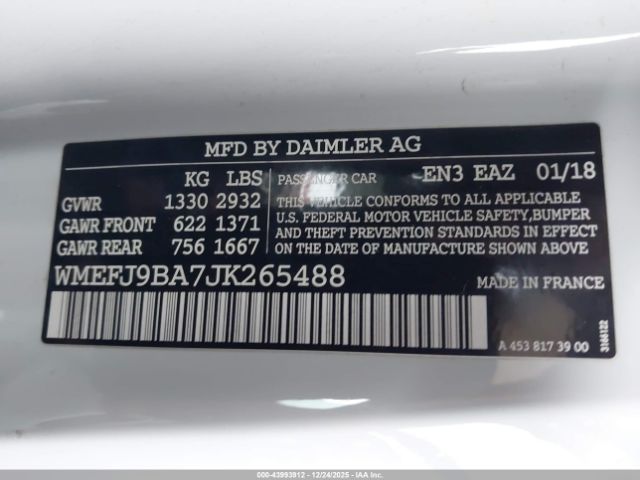 MFD BY DAIMLER AG
KG LBS PASSENGER CAR EN3 EAZ 01/18
GVWR 1330 2932
GAWR FRONT 622 1371
GAWR REAR 756 1667
THIS VEHICLE CONFORMS TO ALL APPLICABLE
U.S. FEDERAL MOTOR VEHICLE SAFETY,BUMPER
AND THEFT PREVENTION STANDARDS IN EFFECT
ON THE DATE OF MANUFACTURE SHOWN ABOVE
WMEFJ9BA7JK265488 MADE IN FRANCE
A 453 817 39 00
3166122
000-43993912 - 12/24/2025 - IAAI.COM